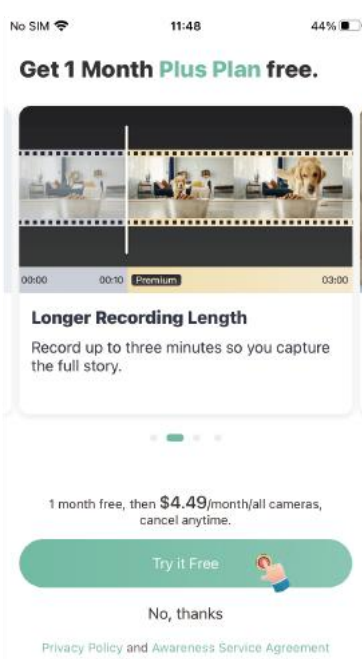 No SIM 11:48 44%
Get 1 Month Plus Plan free.
00:00 00:10 Premium 03:00
Longer Recording Length
Record up to three minutes so you capture
the full story.
1 month free, then $4.49/month/all cameras,
cancel anytime.
Try it Free
No, thanks
Privacy Policy and Awareness Service Agreement